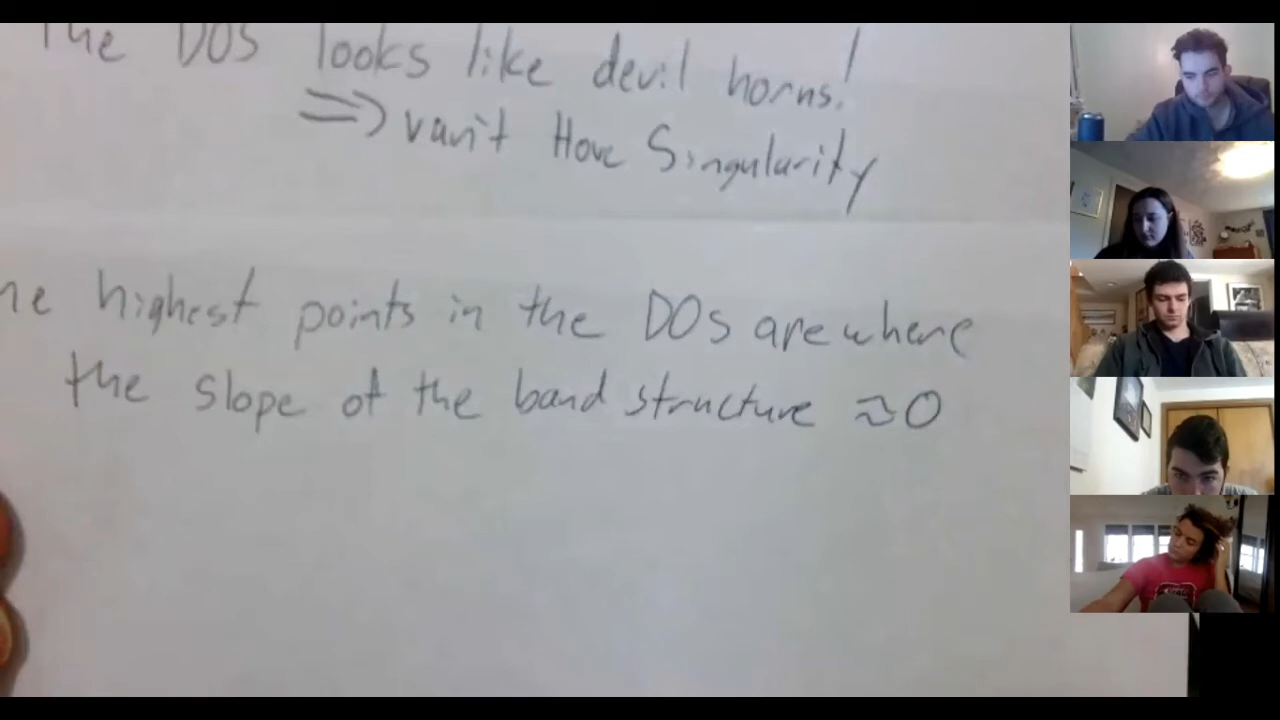 The DOS looks like devil horns!
=> van't Hove Singularity
he highest points in the DOS are where
the slope of the band structure ≈0